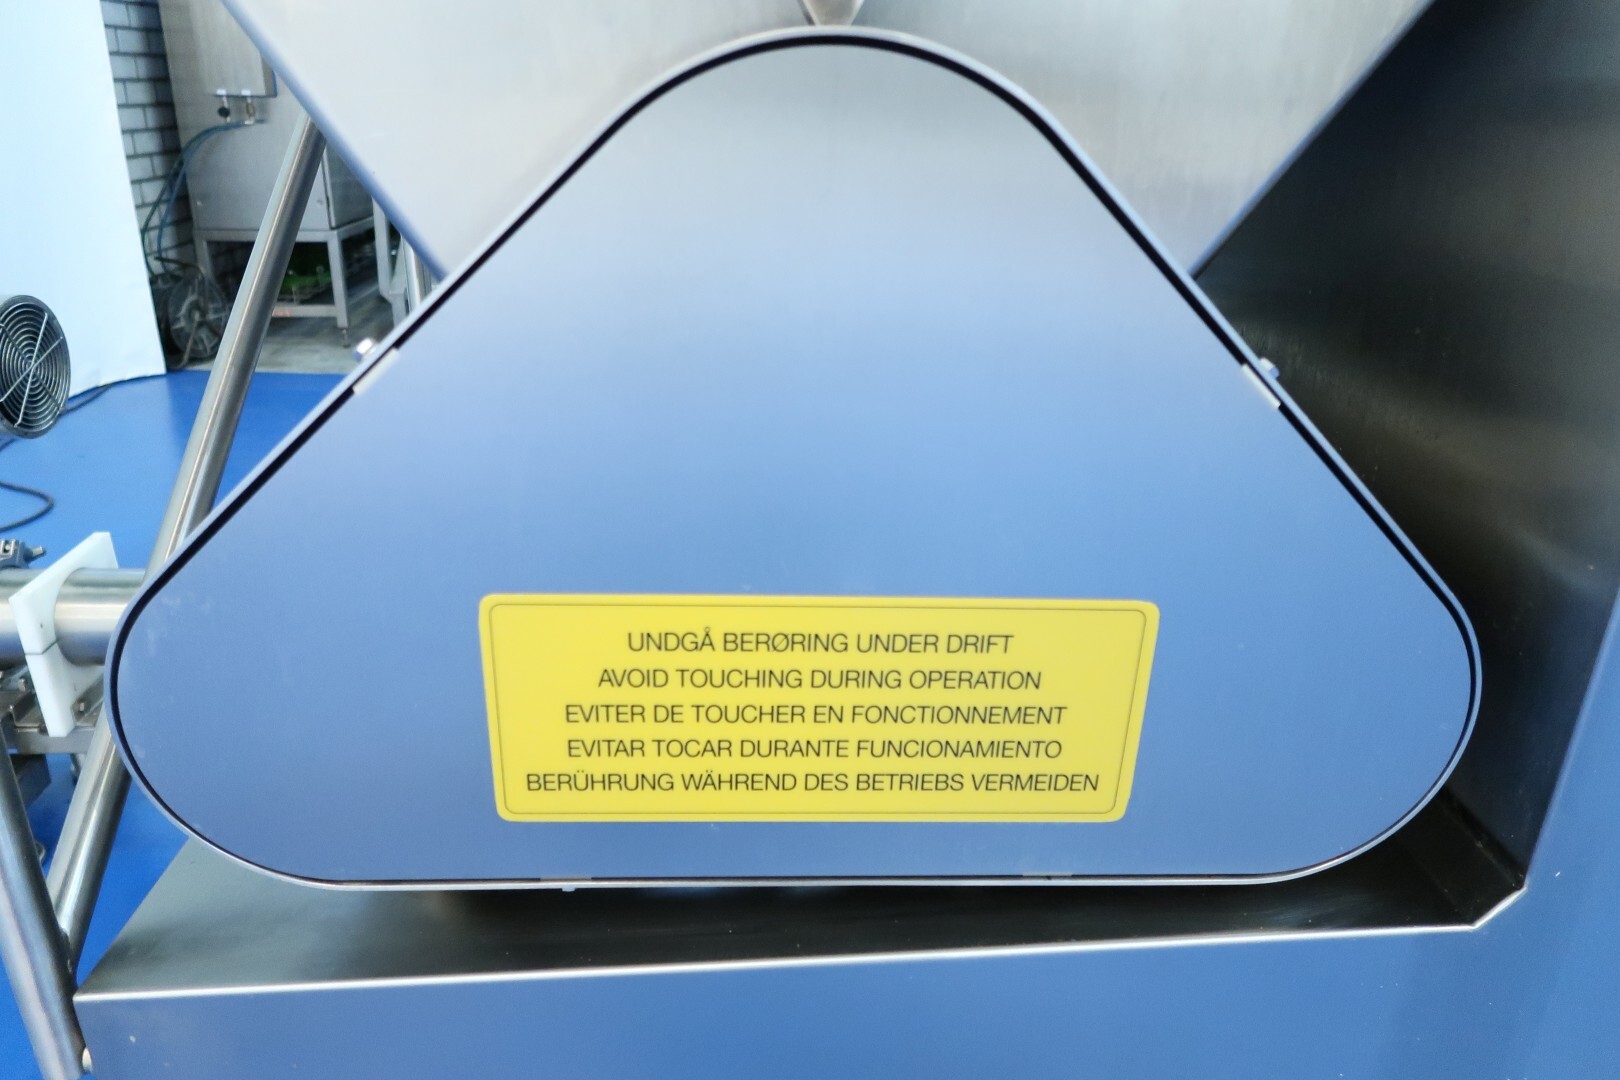 UNDGÅ BERØRING UNDER DRIFT
AVOID TOUCHING DURING OPERATION
EVITER DE TOUCHER EN FONCTIONNEMENT
EVITAR TOCAR DURANTE FUNCIONAMIENTO
BERÜHRUNG WÄHREND DES BETRIEBS VERMEIDEN